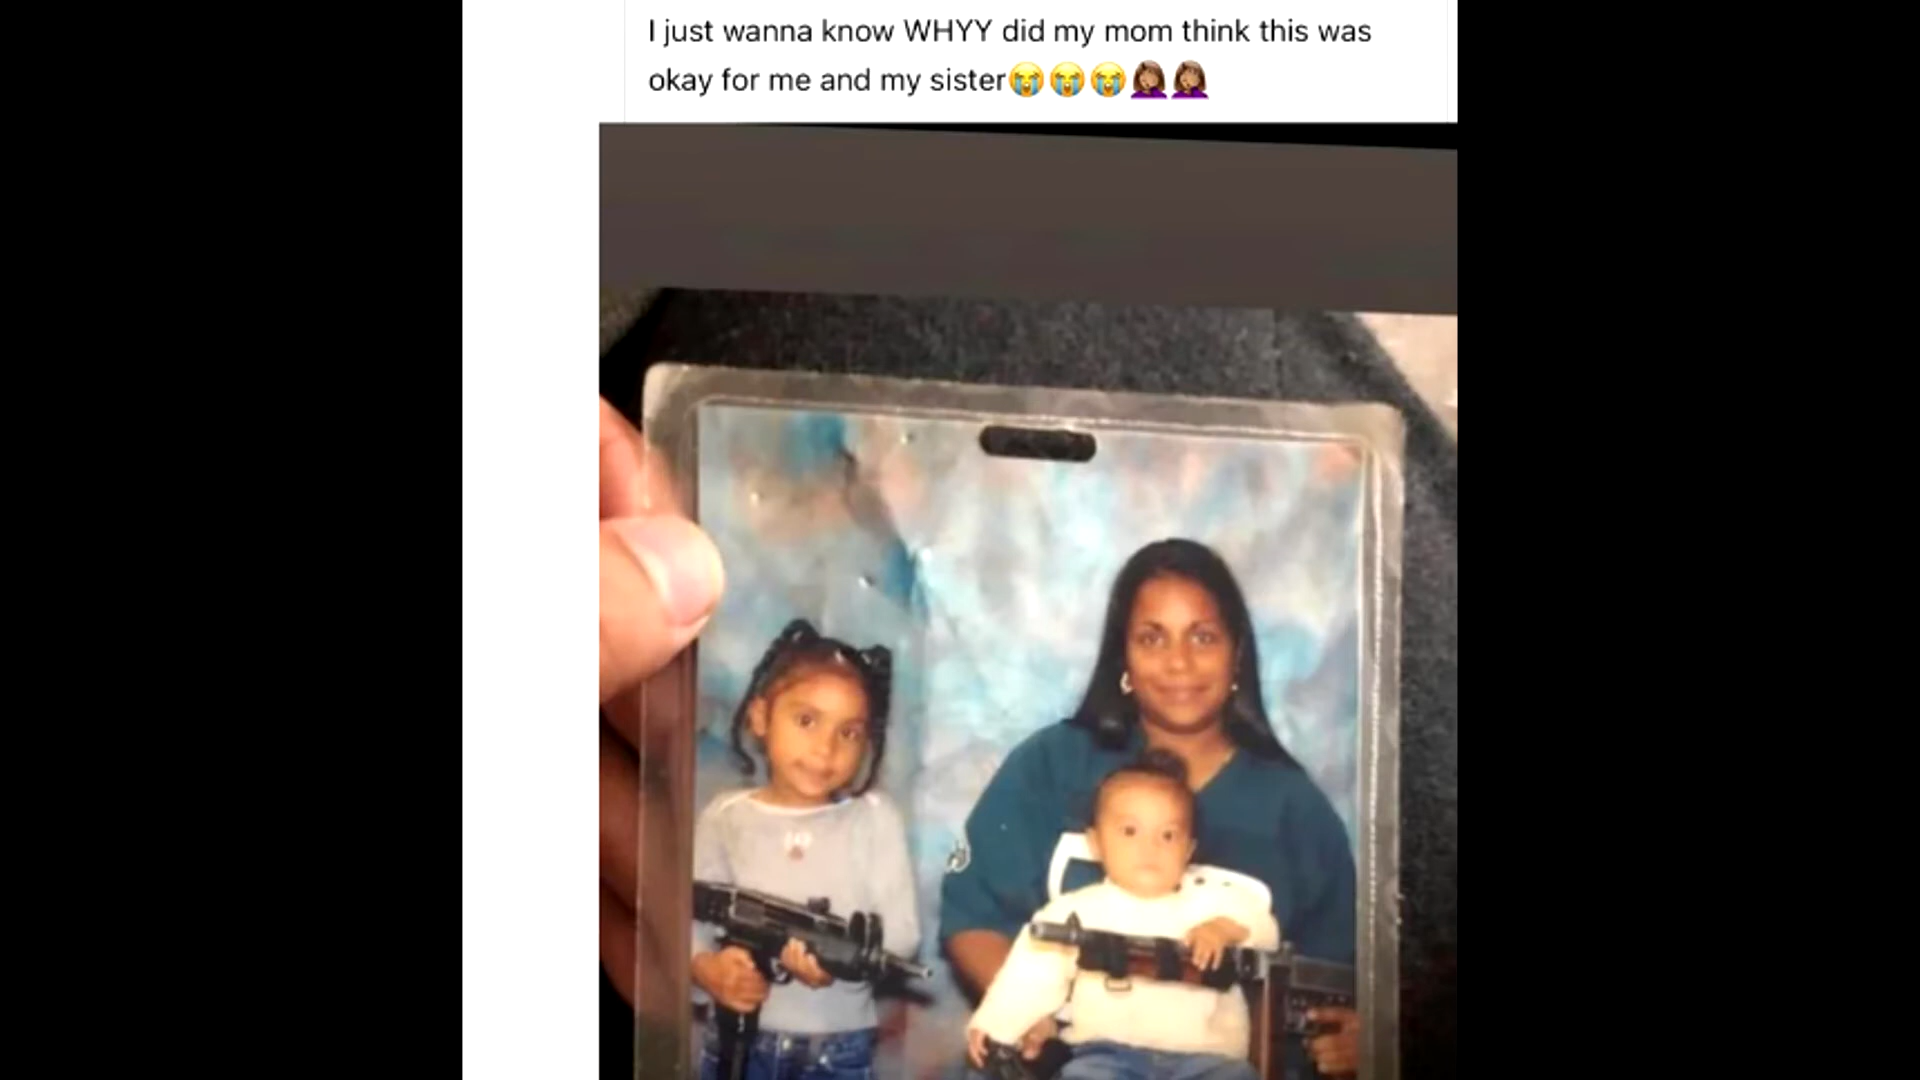 I just wanna know WHYY did my mom think this was
okay for me and my sister😭😭😭🤦🏽‍♀️🤦🏽‍♀️